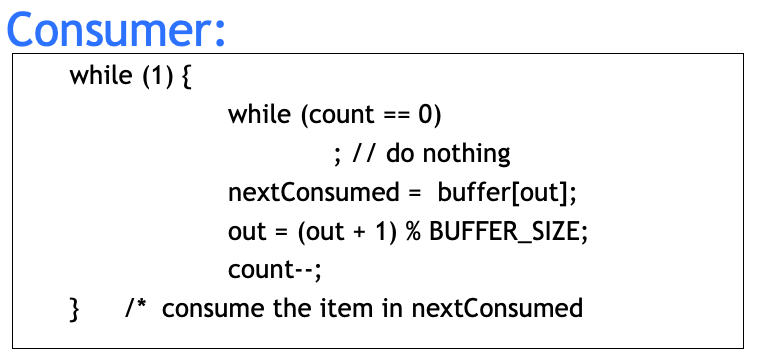 Consumer:
while (1) {
while (count == 0)
; // do nothing
nextConsumed = buffer[out];
out = (out + 1) % BUFFER_SIZE;
count--;
} /* consume the item in nextConsumed